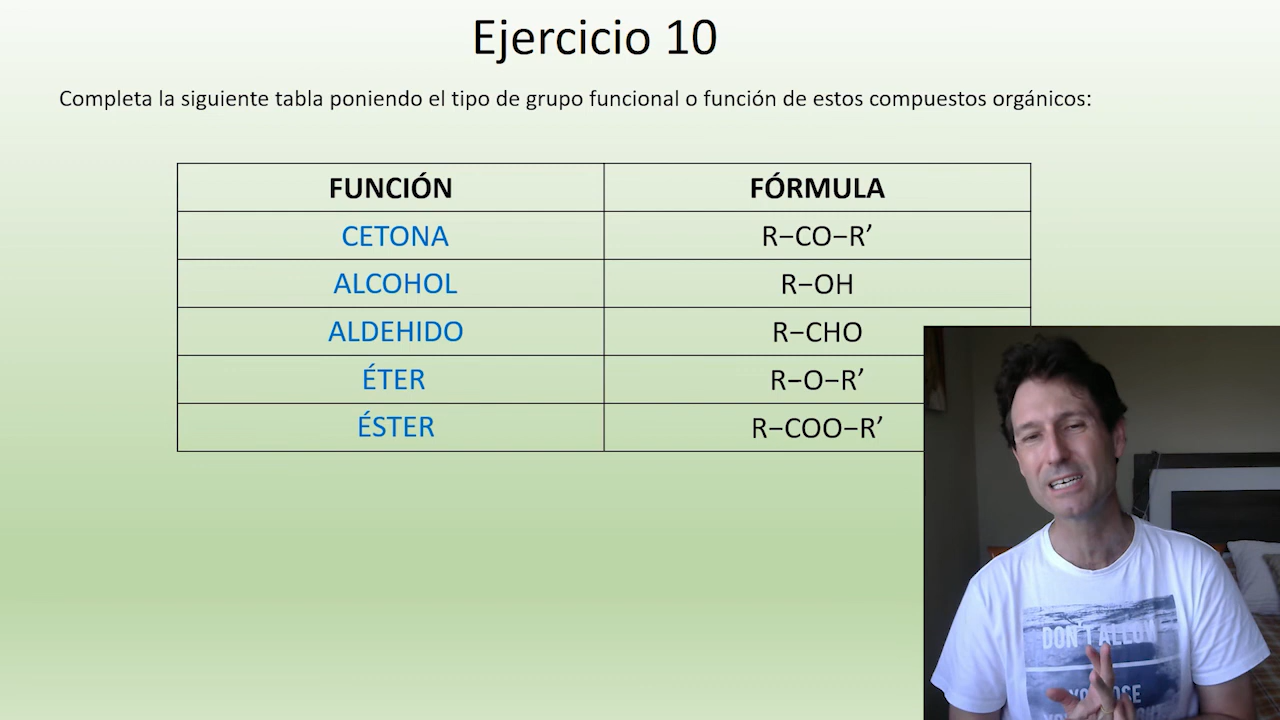 Ejercicio 10
Completa la siguiente tabla poniendo el tipo de grupo funcional o función de estos compuestos orgánicos:
FUNCIÓN FÓRMULA
CETONA R−CO−R’
ALCOHOL R−OH
ALDEHIDO R−CHO
ÉTER R−O−R’
ÉSTER R−COO−R’
DON'T ALLOW